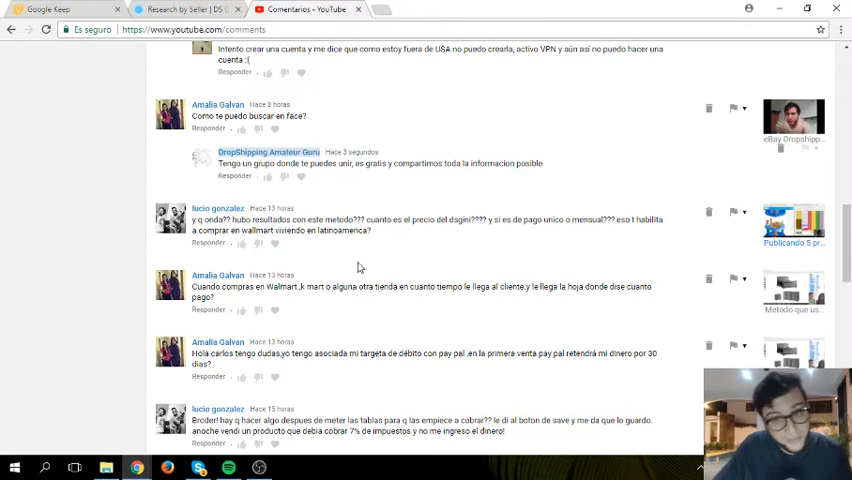 Google Keep
Research by Seller | DS G
Comentarios - YouTube
Es seguro
https://www.youtube.com/comments
Intento crear una cuenta y me dice que como estoy fuera de USA no puedo crearla, activo VPN y aún así no puedo hacer una
cuenta :(
Responder
Amalia Galvan Hace 8 horas
Como te puedo buscar en face?
Responder
eBay Dropshipp
DropShipping Amateur Guru Hace 3 segundos
Tengo un grupo donde te puedes unir, es gratis y compartimos toda la informacion posible
Responder
lucio gonzalez Hace 13 horas
y q onda?? hubo resultados con este metodo??? cuanto es el precio del dsgini???? y si es de pago unico o mensual??? eso t habilita
a comprar en wallmart viviendo en latinoamerica?
Responder
Publicando 5 pr...
Amalia Galvan Hace 13 horas
Cuando compras en Walmart ,k mart o alguna otra tienda en cuanto tiempo le llega al cliente.y le llega la hoja donde dise cuanto
pago?
Responder
Metodo que us...
Amalia Galvan Hace 13 horas
Hola carlos tengo dudas,yo tengo asociada mi targeta de débito con pay pal ,en la primera venta pay pal retendrá mi dinero por 30
dias?
Responder
lucio gonzalez Hace 15 horas
Broder! hay q hacer algo despues de meter las tablas para q las empiece a cobrar?? le di al boton de save y me da que lo guardo.
anoche vendi un producto que debia cobrar 7% de impuestos y no me ingreso el dinero!
Responder